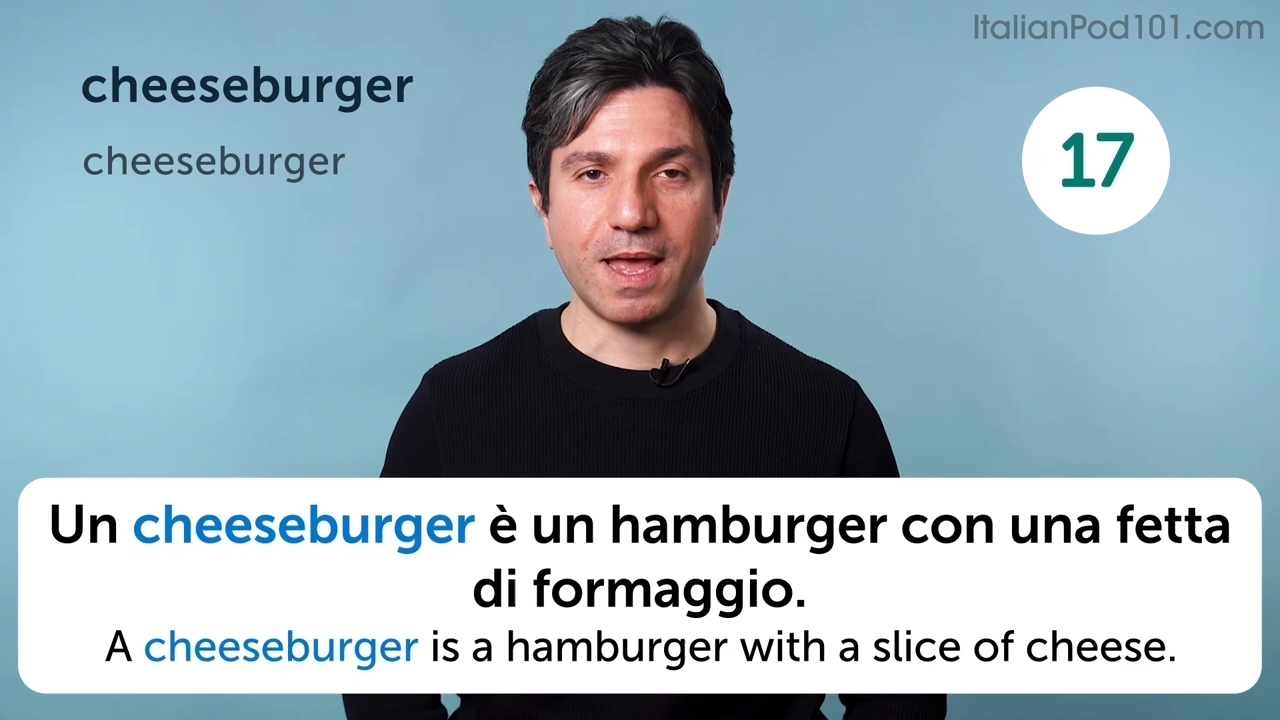 ItalianPod101.com
cheeseburger
cheeseburger
17
Un cheeseburger è un hamburger con una fetta
di formaggio.
A cheeseburger is a hamburger with a slice of cheese.